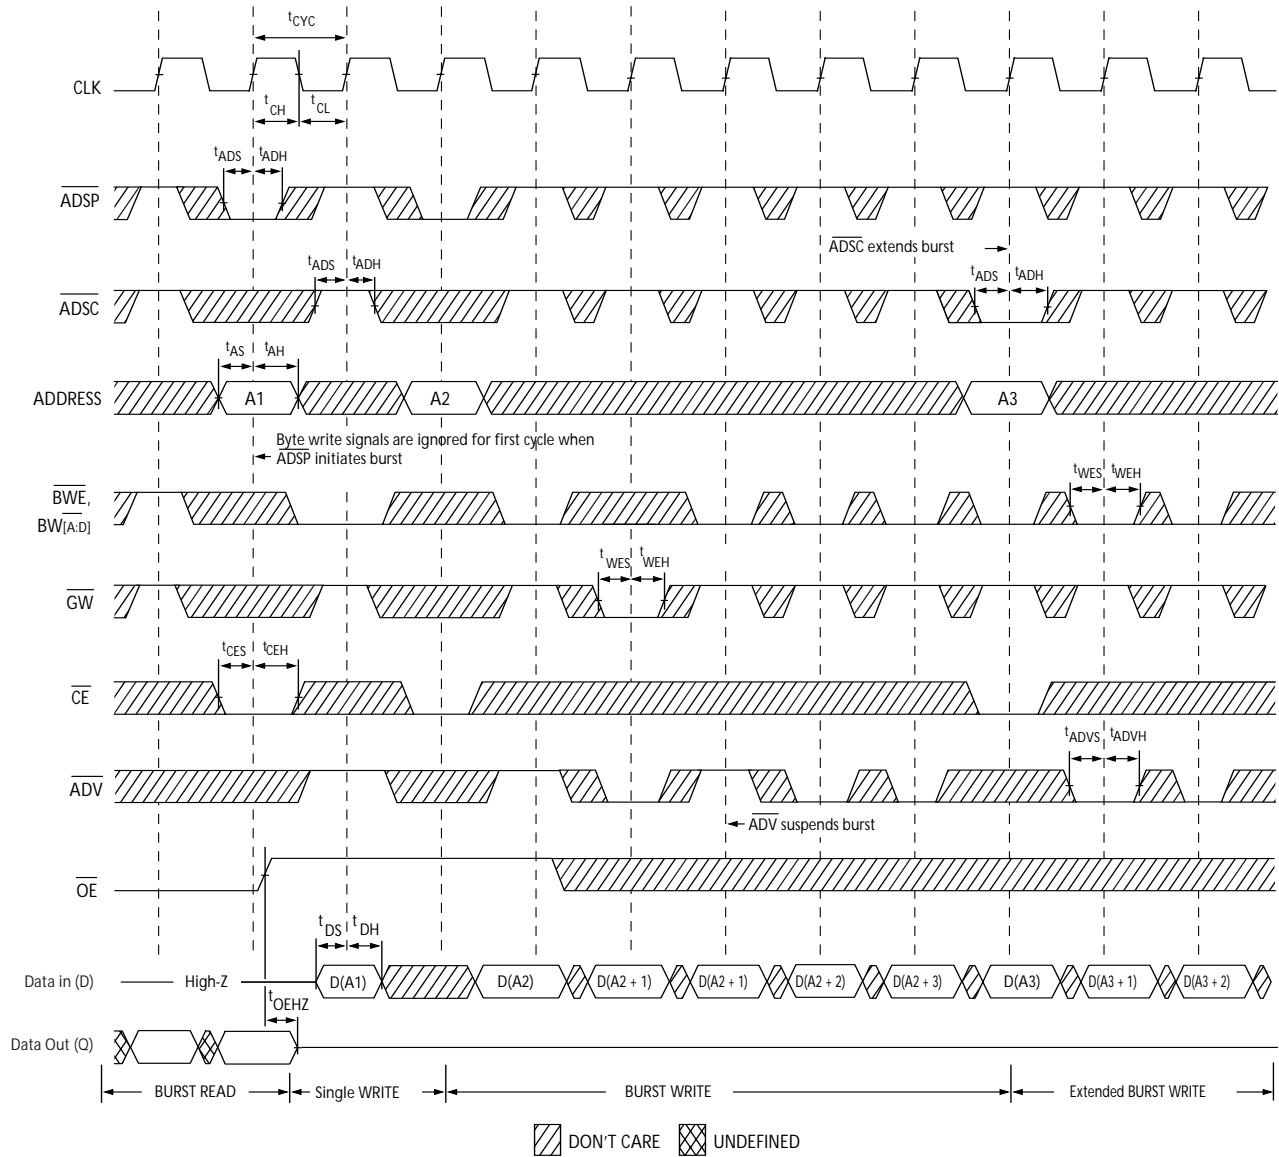 tCYC
CLK
tCH
tCL
tADS
tADH
ADSP
ADSC extends burst
tADS
tADH
tADS
tADH
ADSC
tAS
tAH
ADDRESS
A1
A2
A3
Byte write signals are ignored for first cycle when
ADSP initiates burst
BWE,
BW[A:D]
tWES
tWEH
tWES
tWEH
GW
tCES
tCEH
CE
tADVS
tADVH
ADV
ADV suspends burst
OE
tDS
tDH
Data in (D)
High-Z
D(A1)
D(A2)
D(A2 + 1)
D(A2 + 1)
D(A2 + 2)
D(A2 + 3)
D(A3)
D(A3 + 1)
D(A3 + 2)
tOEHZ
Data Out (Q)
BURST READ
Single WRITE
BURST WRITE
Extended BURST WRITE
DON'T CARE
UNDEFINED